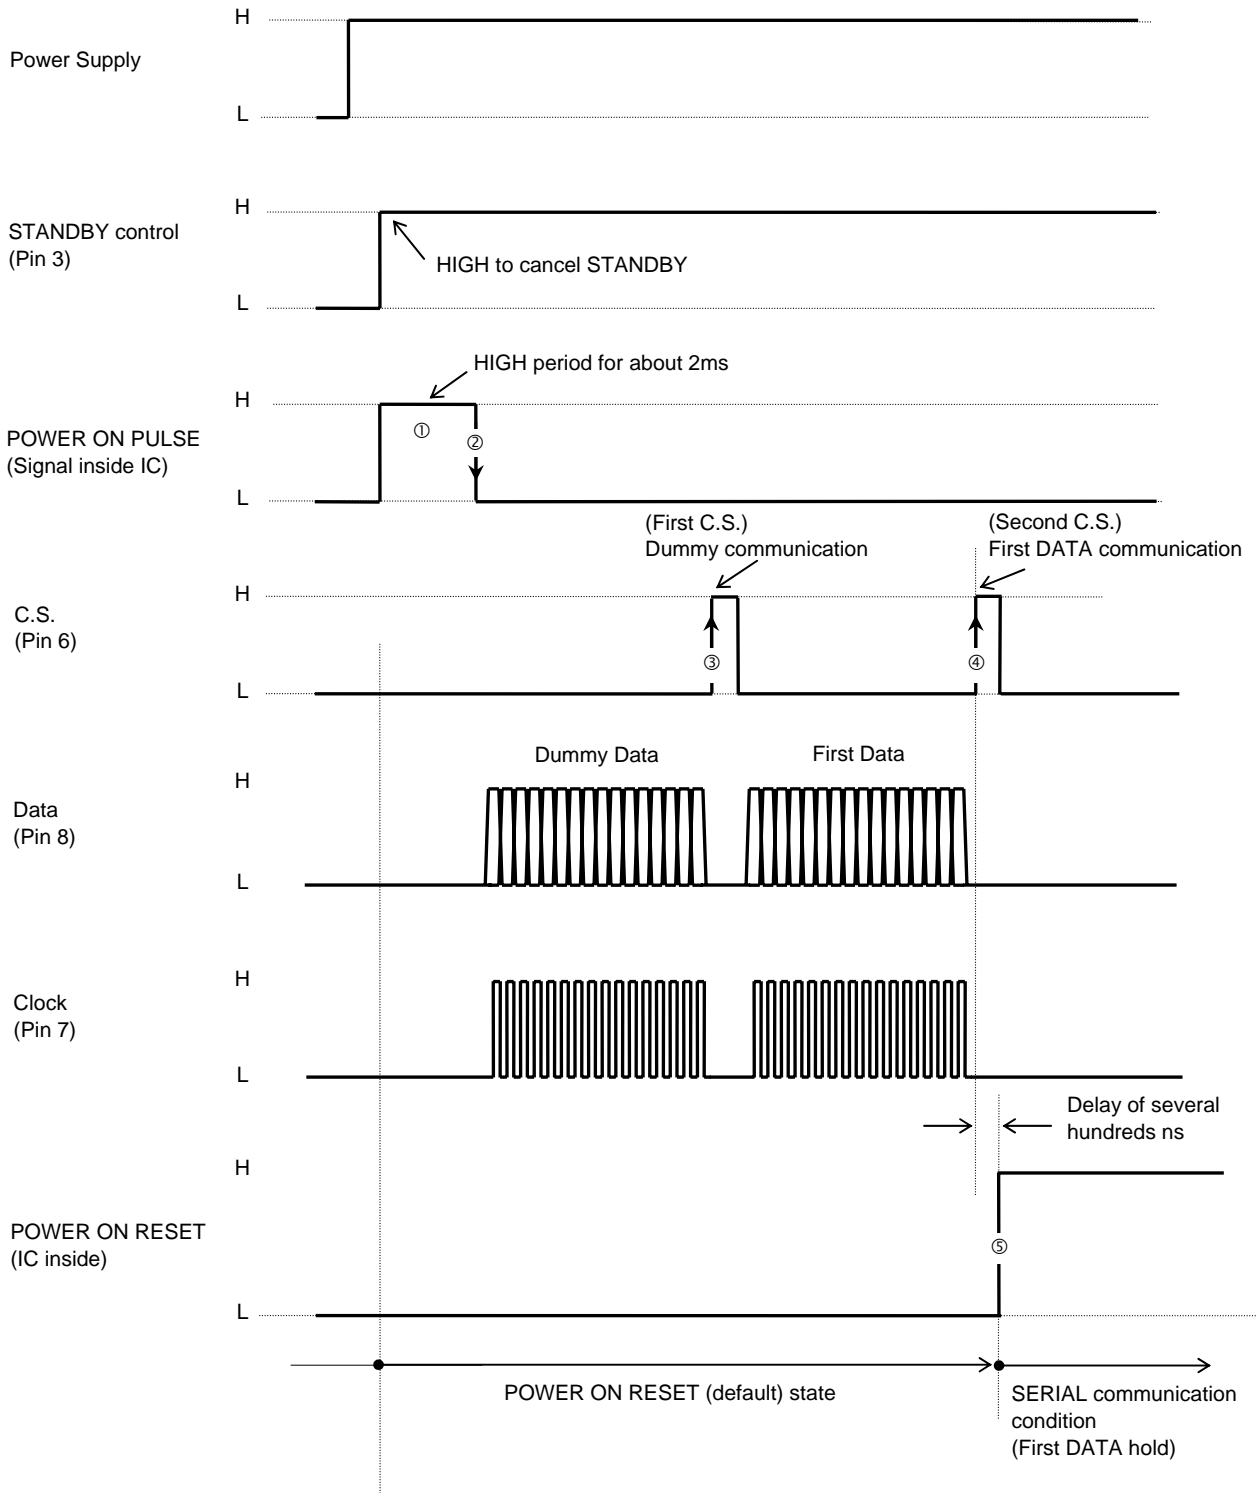 H
Power Supply
L
H
STANDBY control
(Pin 3)
HIGH to cancel STANDBY
L
HIGH period for about 2ms
H
①
POWER ON PULSE
②
(Signal inside IC)
L
(First C.S.)
Dummy communication
(Second C.S.)
First DATA communication
H
C.S.
(Pin 6)
③
④
L
Dummy Data
First Data
H
Data
(Pin 8)
L
H
Clock
(Pin 7)
L
Delay of several
hundreds ns
H
POWER ON RESET
(IC inside)
⑤
L
POWER ON RESET (default) state
SERIAL communication
condition
(First DATA hold)